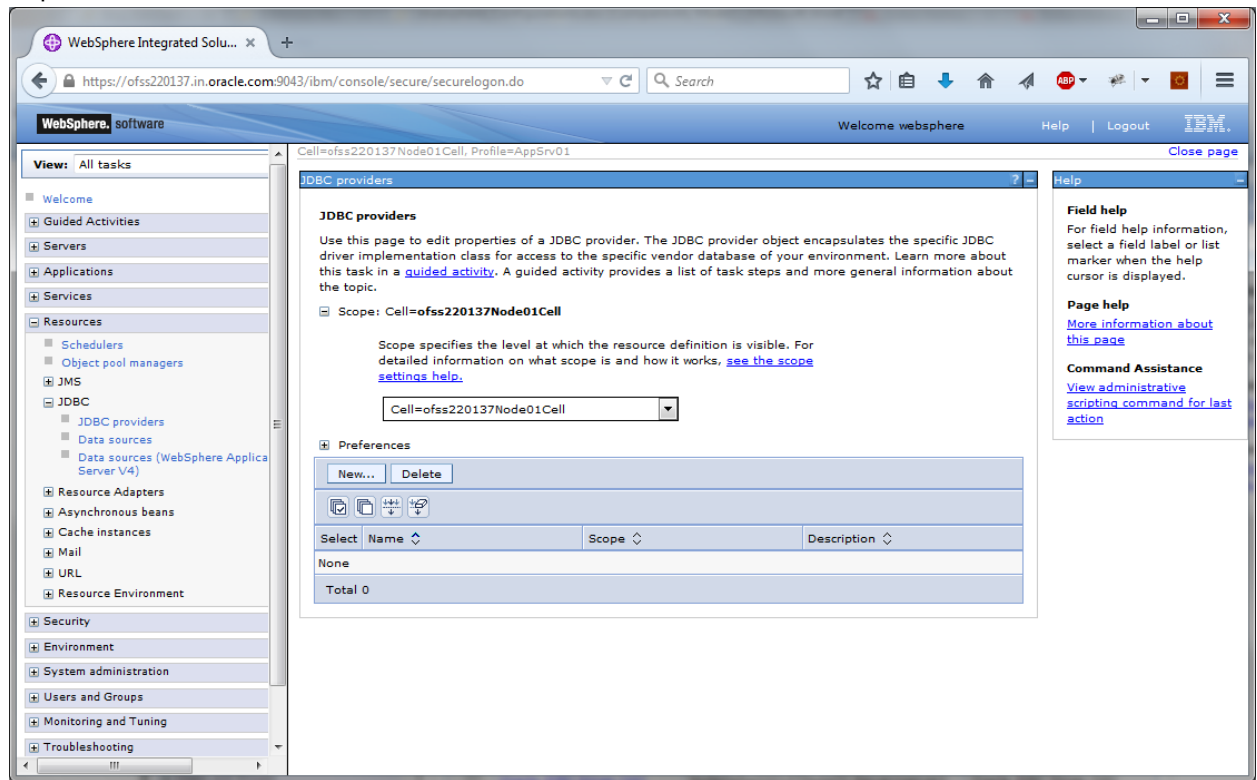 WebSphere Integrated Solu... ×
https://ofss220137.in.oracle.com:9043/ibm/console/secure/securelogon.do
Search
ABP
WebSphere. software
Welcome websphere
Help | Logout
IBM.
View: All tasks
Welcome
Guided Activities
Servers
Applications
Services
Resources
Schedulers
Object pool managers
JMS
JDBC
JDBC providers
Data sources
Data sources (WebSphere Applica
Server V4)
Resource Adapters
Asynchronous beans
Cache instances
Mail
URL
Resource Environment
Security
Environment
System administration
Users and Groups
Monitoring and Tuning
Troubleshooting
Cell=ofss220137Node01Cell, Profile=AppSrv01
Close page
JDBC providers
? -
JDBC providers
Use this page to edit properties of a JDBC provider. The JDBC provider object encapsulates the specific JDBC
driver implementation class for access to the specific vendor database of your environment. Learn more about
this task in a guided activity. A guided activity provides a list of task steps and more general information about
the topic.
Scope: Cell=ofss220137Node01Cell
Scope specifies the level at which the resource definition is visible. For
detailed information on what scope is and how it works, see the scope
settings help.
Cell=ofss220137Node01Cell
Preferences
New... Delete
Select Name Scope Description
None
Total 0
Help -
Field help
For field help information,
select a field label or list
marker when the help
cursor is displayed.
Page help
More information about
this page
Command Assistance
View administrative
scripting command for last
action